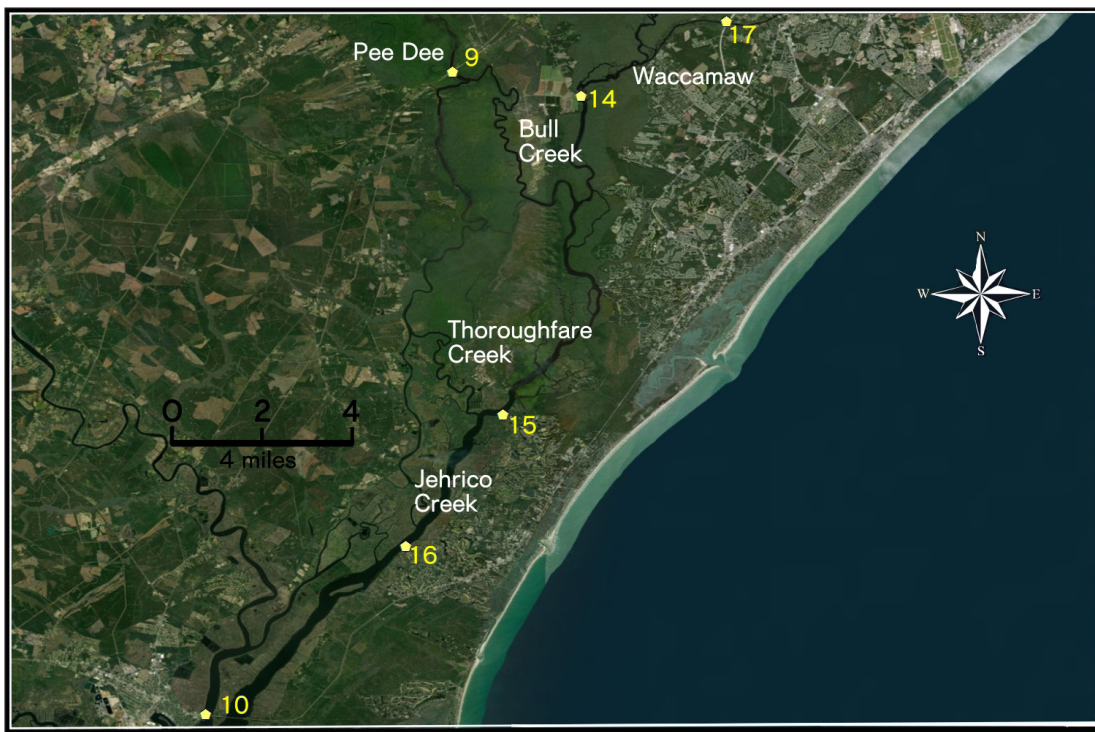 17
Pee Dee
9
Waccamaw
14
Bull
Creek
N
W
E
S
Thoroughfare
Creek
0
2
4
15
4 miles
Jehrico
Creek
16
10